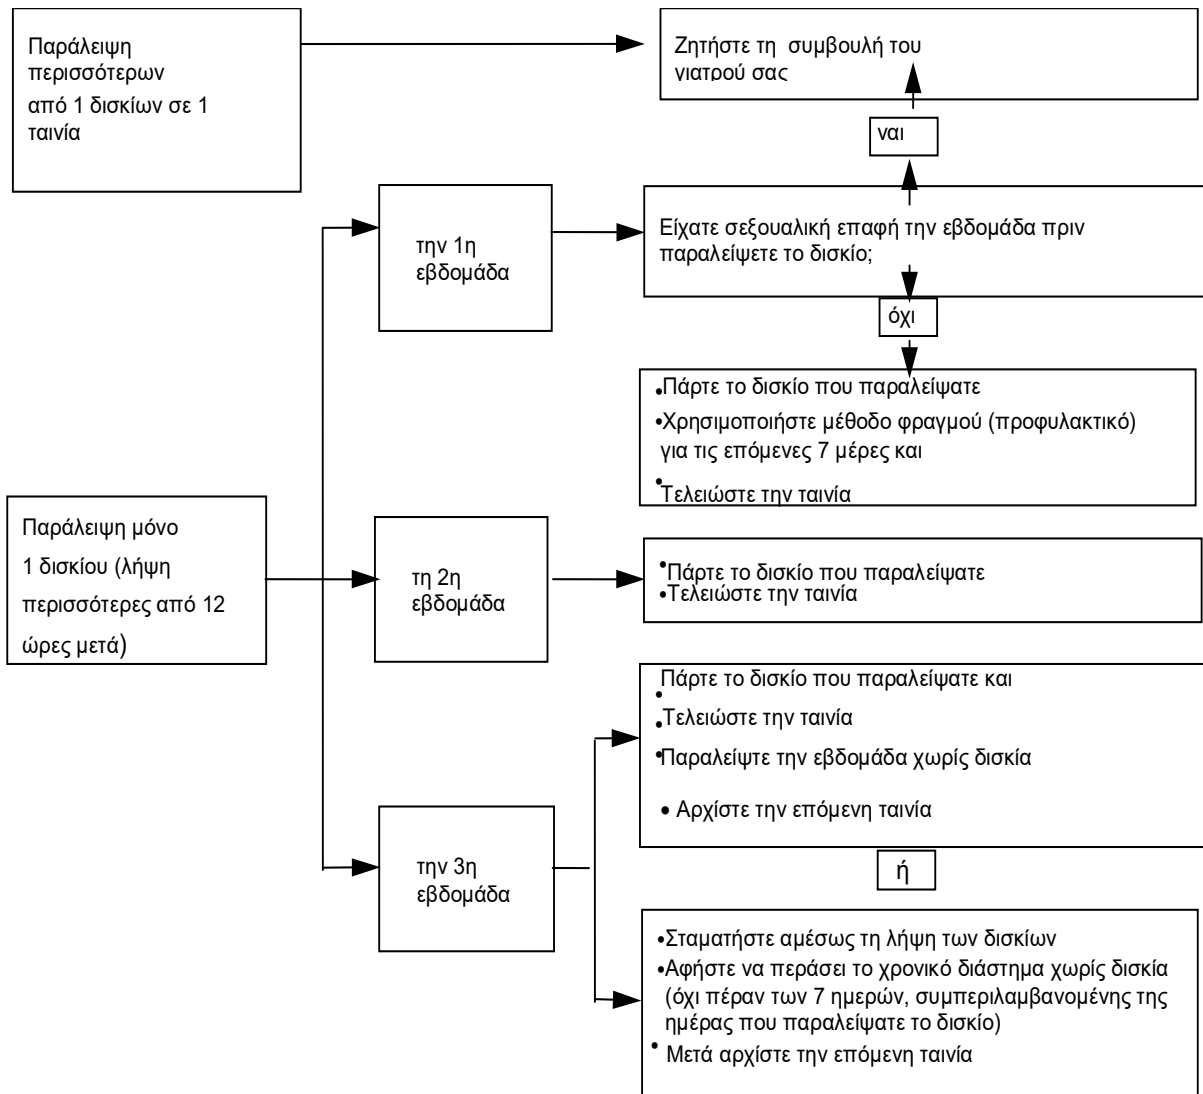 Παράλειψη
περισσότερων
από 1 δισκίων σε 1
ταινία
Ζητήστε τη συμβουλή του
γιατρού σας
ναι
την 1η
εβδομάδα
Είχατε σεξουαλική επαφή την εβδομάδα πριν
παραλείψετε το δισκίο;
όχι
•Πάρτε το δισκίο που παραλείψατε
•Χρησιμοποιήστε μέθοδο φραγμού (προφυλακτικό)
για τις επόμενες 7 μέρες και
•Τελειώστε την ταινία
Παράλειψη μόνο
1 δισκίου (λήψη
περισσότερες από 12
ώρες μετά)
τη 2η
εβδομάδα
•Πάρτε το δισκίο που παραλείψατε
•Τελειώστε την ταινία
την 3η
εβδομάδα
•Πάρτε το δισκίο που παραλείψατε και
•Τελειώστε την ταινία
•Παραλείψτε την εβδομάδα χωρίς δισκία
• Αρχίστε την επόμενη ταινία
ή
•Σταματήστε αμέσως τη λήψη των δισκίων
•Αφήστε να περάσει το χρονικό διάστημα χωρίς δισκία
(όχι πέραν των 7 ημερών, συμπεριλαμβανομένης της
ημέρας που παραλείψατε το δισκίο)
• Μετά αρχίστε την επόμενη ταινία